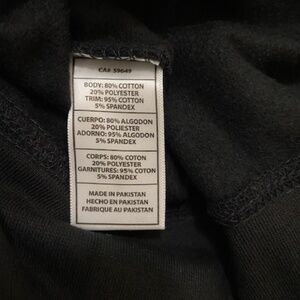 CA# 59649
BODY: 80% COTTON
20% POLYESTER
TRIM: 95% COTTON
5% SPANDEX
CUERPO: 80% ALGODON
20% POLIESTER
ADORNO: 95% ALGODON
5% SPANDEX
CORPS: 80% COTON
20% POLYESTER
GARNITURES: 95% COTON
5% SPANDEX
MADE IN PAKISTAN
HECHO EN PAKISTAN
FABRIQUE AU PAKISTAN